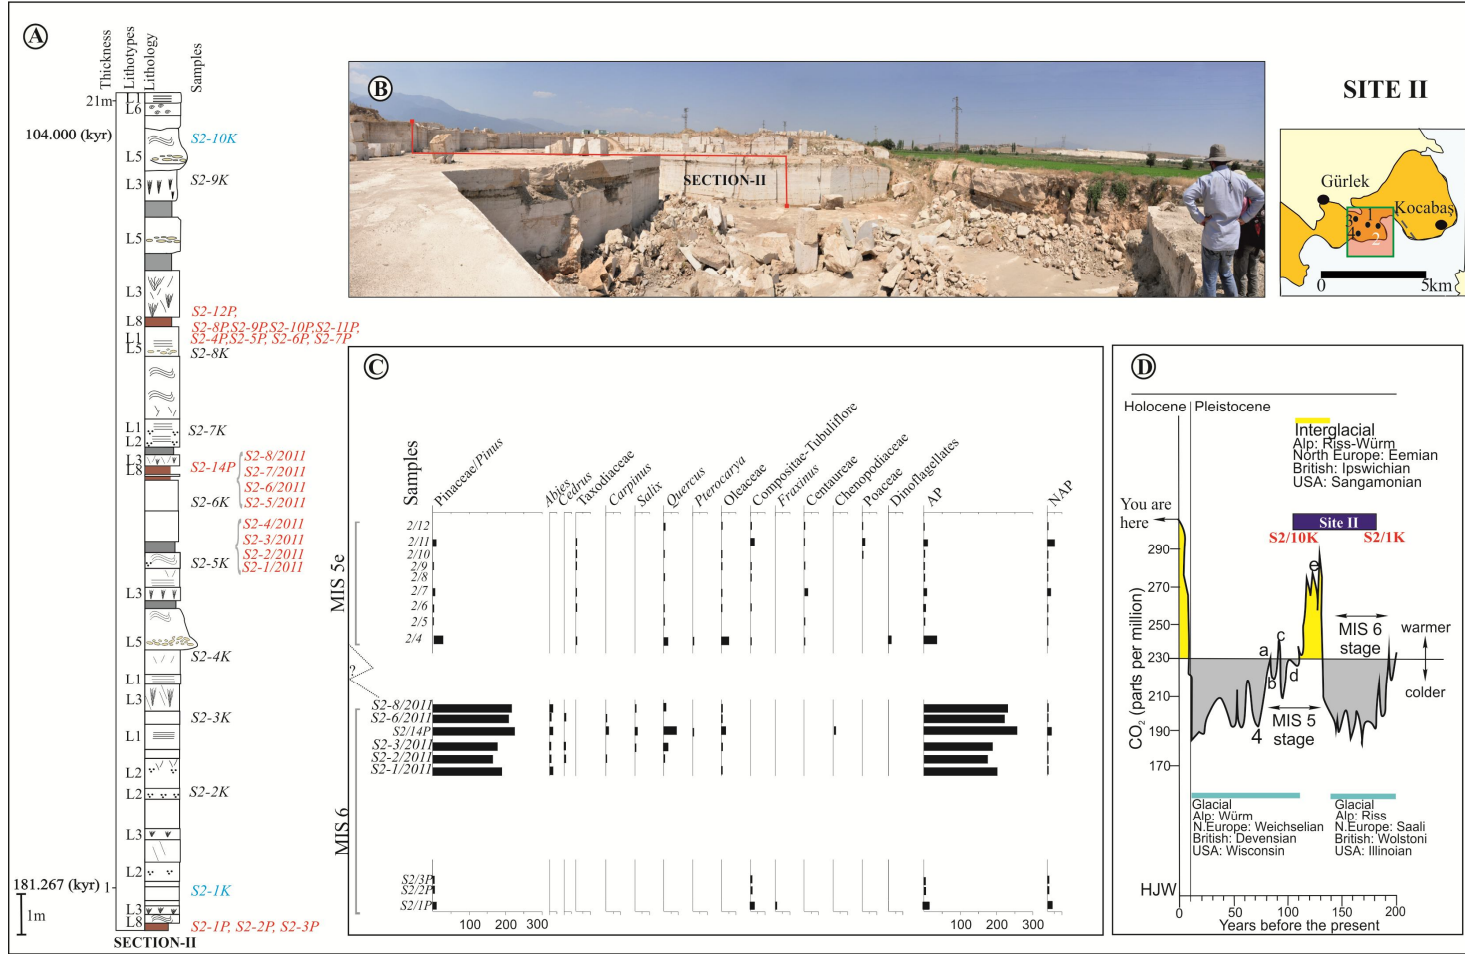 A
Thickness
Lithotypes
Lithology
Samples
21m
L1
L6
104.000 (kyr)
S2-10K
L5
L3
S2-9K
L5
L3
S2-12P,
L8
S2-8P,S2-9P,S2-10P,S2-11P,
L1
S2-4P,S2-5P, S2-6P, S2-7P
L5
S2-8K
L1
S2-7K
L2
L3
L8
S2-14P
S2-8/2011
S2-7/2011
S2-6/2011
S2-5/2011
S2-6K
S2-4/2011
S2-3/2011
S2-2/2011
S2-1/2011
S2-5K
L3
L5
S2-4K
L1
L3
S2-3K
L1
L2
L2
S2-2K
L3
L2
181.267 (kyr)
1
S2-1K
1m
L3
L8
S2-1P, S2-2P, S2-3P
SECTION-II
B
SECTION-II
SITE II
Gürlek
Kocabaş
1
3
4
2
0
5km
C
Samples
Pinaceae/Pinus
Abies
Cedrus
Taxodiaceae
Carpinus
Salix
Quercus
Pterocarya
Oleaceae
Compositae-Tubuliflore
Fraxinus
Centaureae
Chenopodiaceae
Poaceae
Dinoflagellates
AP
NAP
MIS 5e
2/12
2/11
2/10
2/9
2/8
2/7
2/6
2/5
2/4
?
MIS 6
S2-8/2011
S2-6/2011
S2/14P
S2-3/2011
S2-2/2011
S2-1/2011
S2/3P
S2/2P
S2/1P
100 200 300
100 200 300
D
Holocene
Pleistocene
Interglacial
Alp: Riss-Würm
North Europe: Eemian
British: Ipswichian
USA: Sangamonian
You are
here
Site II
S2/10K
S2/1K
CO2 (parts per million)
290
270
250
230
210
190
170
e
c
a
b
d
4
MIS 6
stage
MIS 5
stage
warmer
colder
Glacial
Alp: Würm
N.Europe: Weichselian
British: Devensian
USA: Wisconsin
Glacial
Alp: Riss
N.Europe: Saali
British: Wolstoni
USA: Illinoian
HJW
0 50 100 150 200
Years before the present